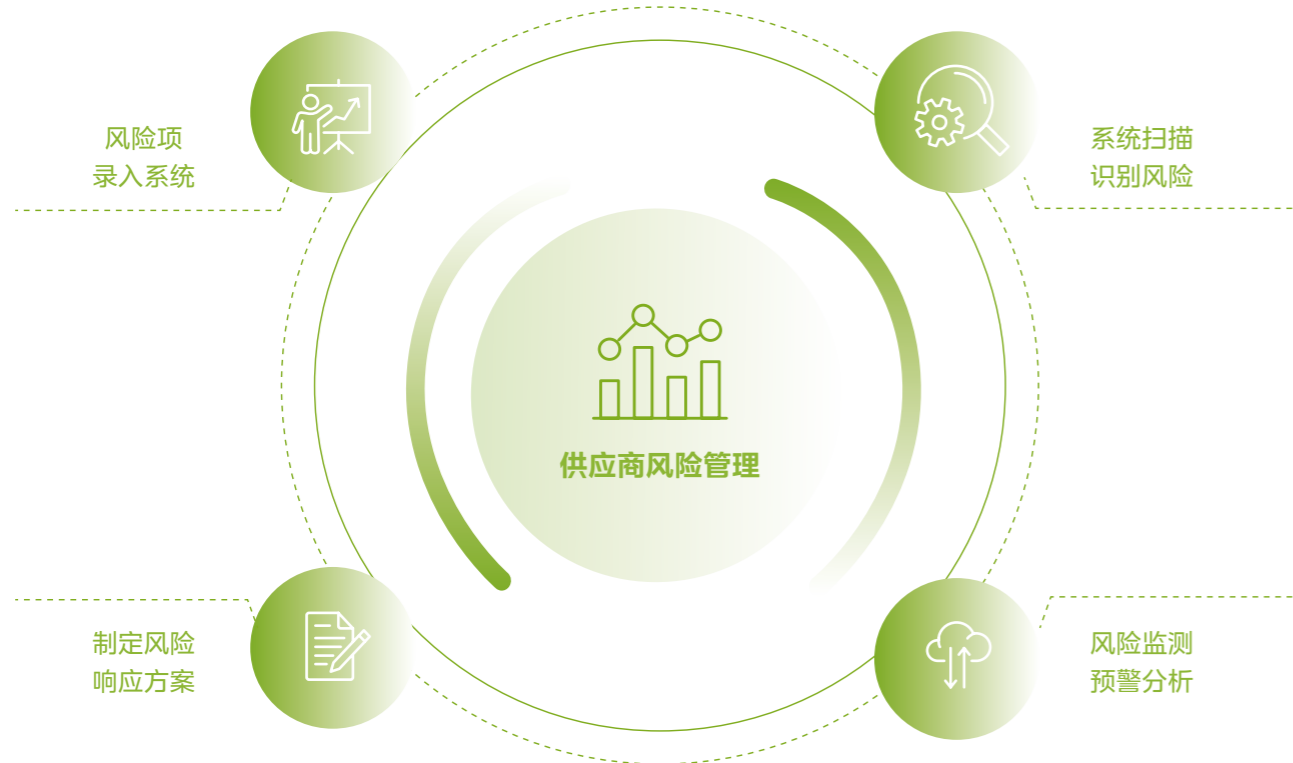 风险项
录入系统
系统扫描
识别风险
供应商风险管理
制定风险
响应方案
风险监测
预警分析